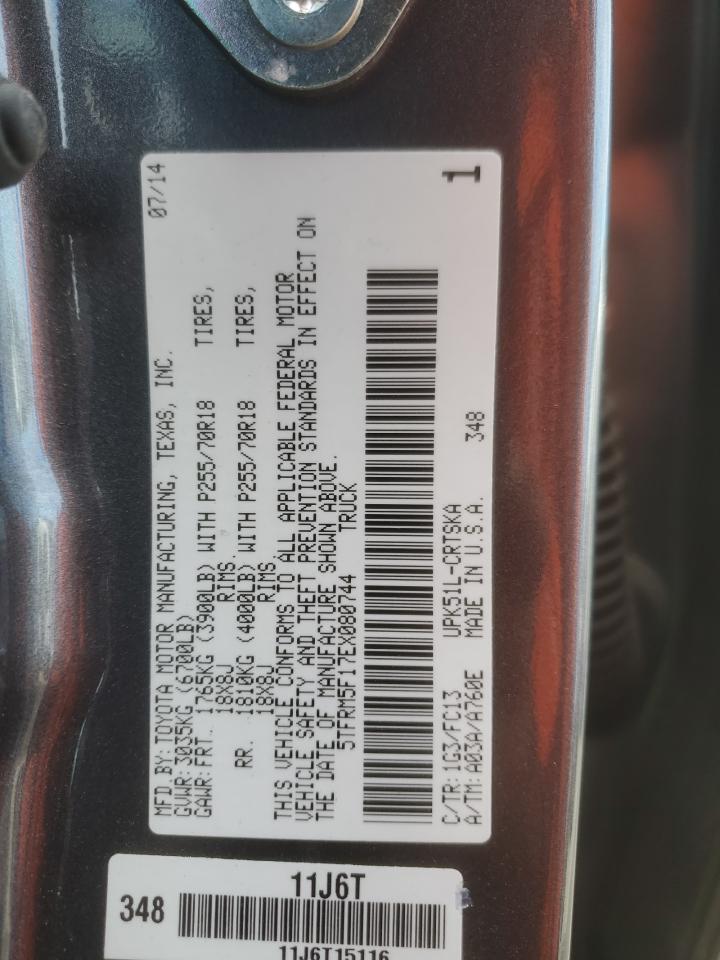 07/14
MFD.BY:TOYOTA MOTOR MANUFACTURING, TEXAS, INC.
GVWR:3035KG(6700LB)
GAWR:FRT. 1765KG(3900LB) WITH P255/70R18 TIRES,
18X8J RIMS,
RR. 1810KG(4000LB) WITH P255/70R18 TIRES,
18X8J RIMS,
THIS VEHICLE CONFORMS TO ALL APPLICABLE FEDERAL MOTOR
VEHICLE SAFETY AND THEFT PREVENTION STANDARDS IN EFFECT ON
THE DATE OF MANUFACTURE SHOWN ABOVE.
5TFRM5F17EX080744 TRUCK
1
C/TR:1G3/FC13 UPK51L-CRTSKA
A/TM:A03A/A760E MADE IN U.S.A. 348
11J6T
348
11J6T15116